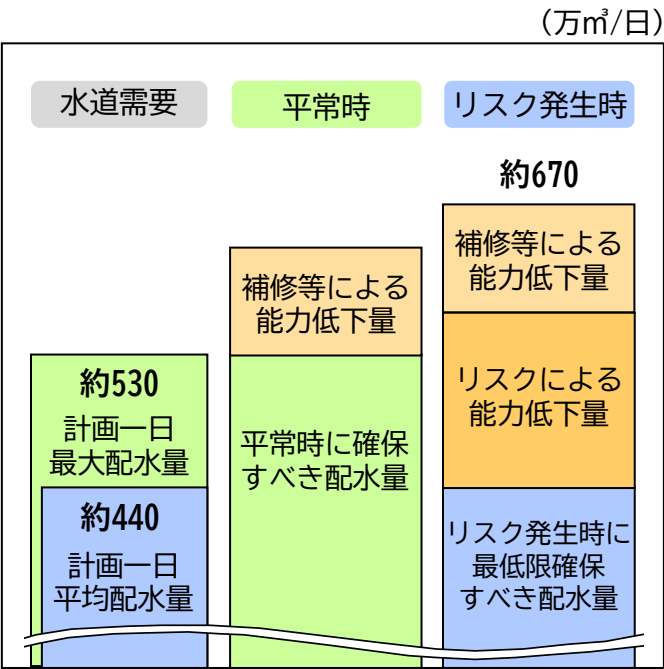 （万㎥/日）
水道需要
平常時
リスク発生時
約670
補修等による
能力低下量
補修等による
能力低下量
約530
計画一日
最大配水量
リスクによる
能力低下量
平常時に確保
すべき配水量
約440
計画一日
平均配水量
リスク発生時に
最低限確保
すべき配水量